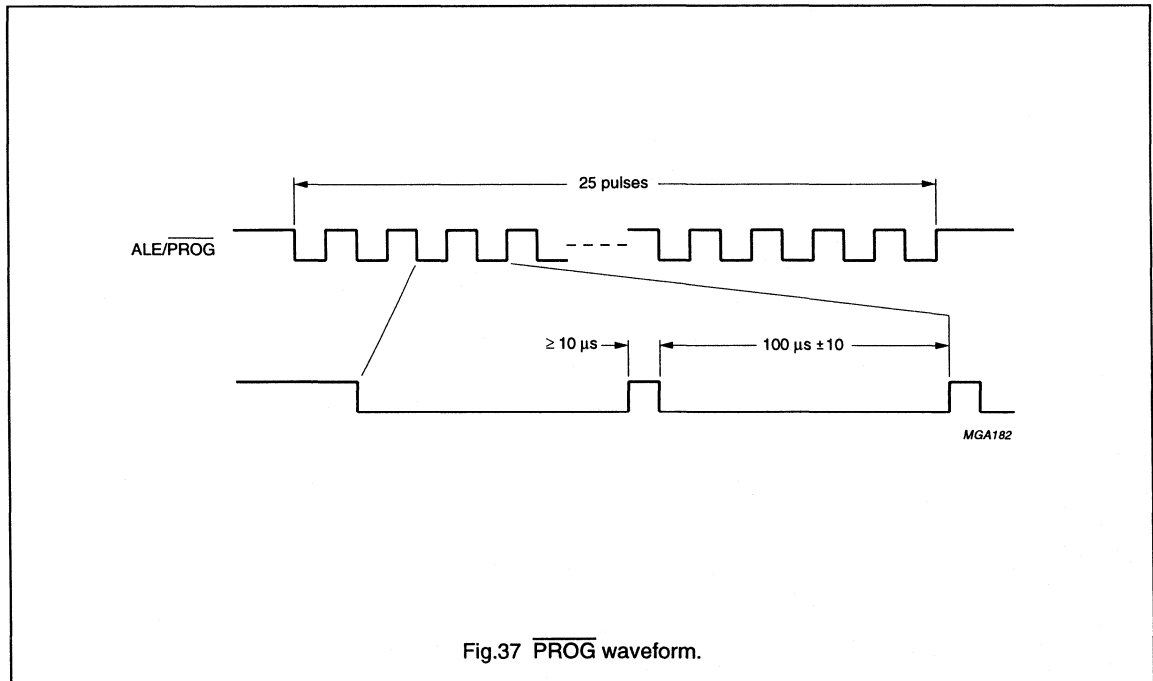 25 pulses
ALE/PROG
≥ 10 µs
100 µs ±10
MGA182
Fig.37 PROG waveform.